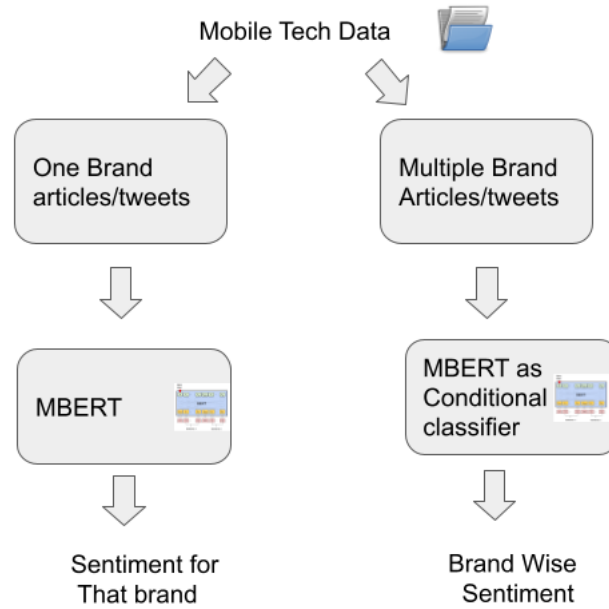 Mobile Tech Data
One Brand
articles/tweets
Multiple Brand
Articles/tweets
MBERT
MBERT as
Conditional
classifier
Sentiment for
That brand
Brand Wise
Sentiment